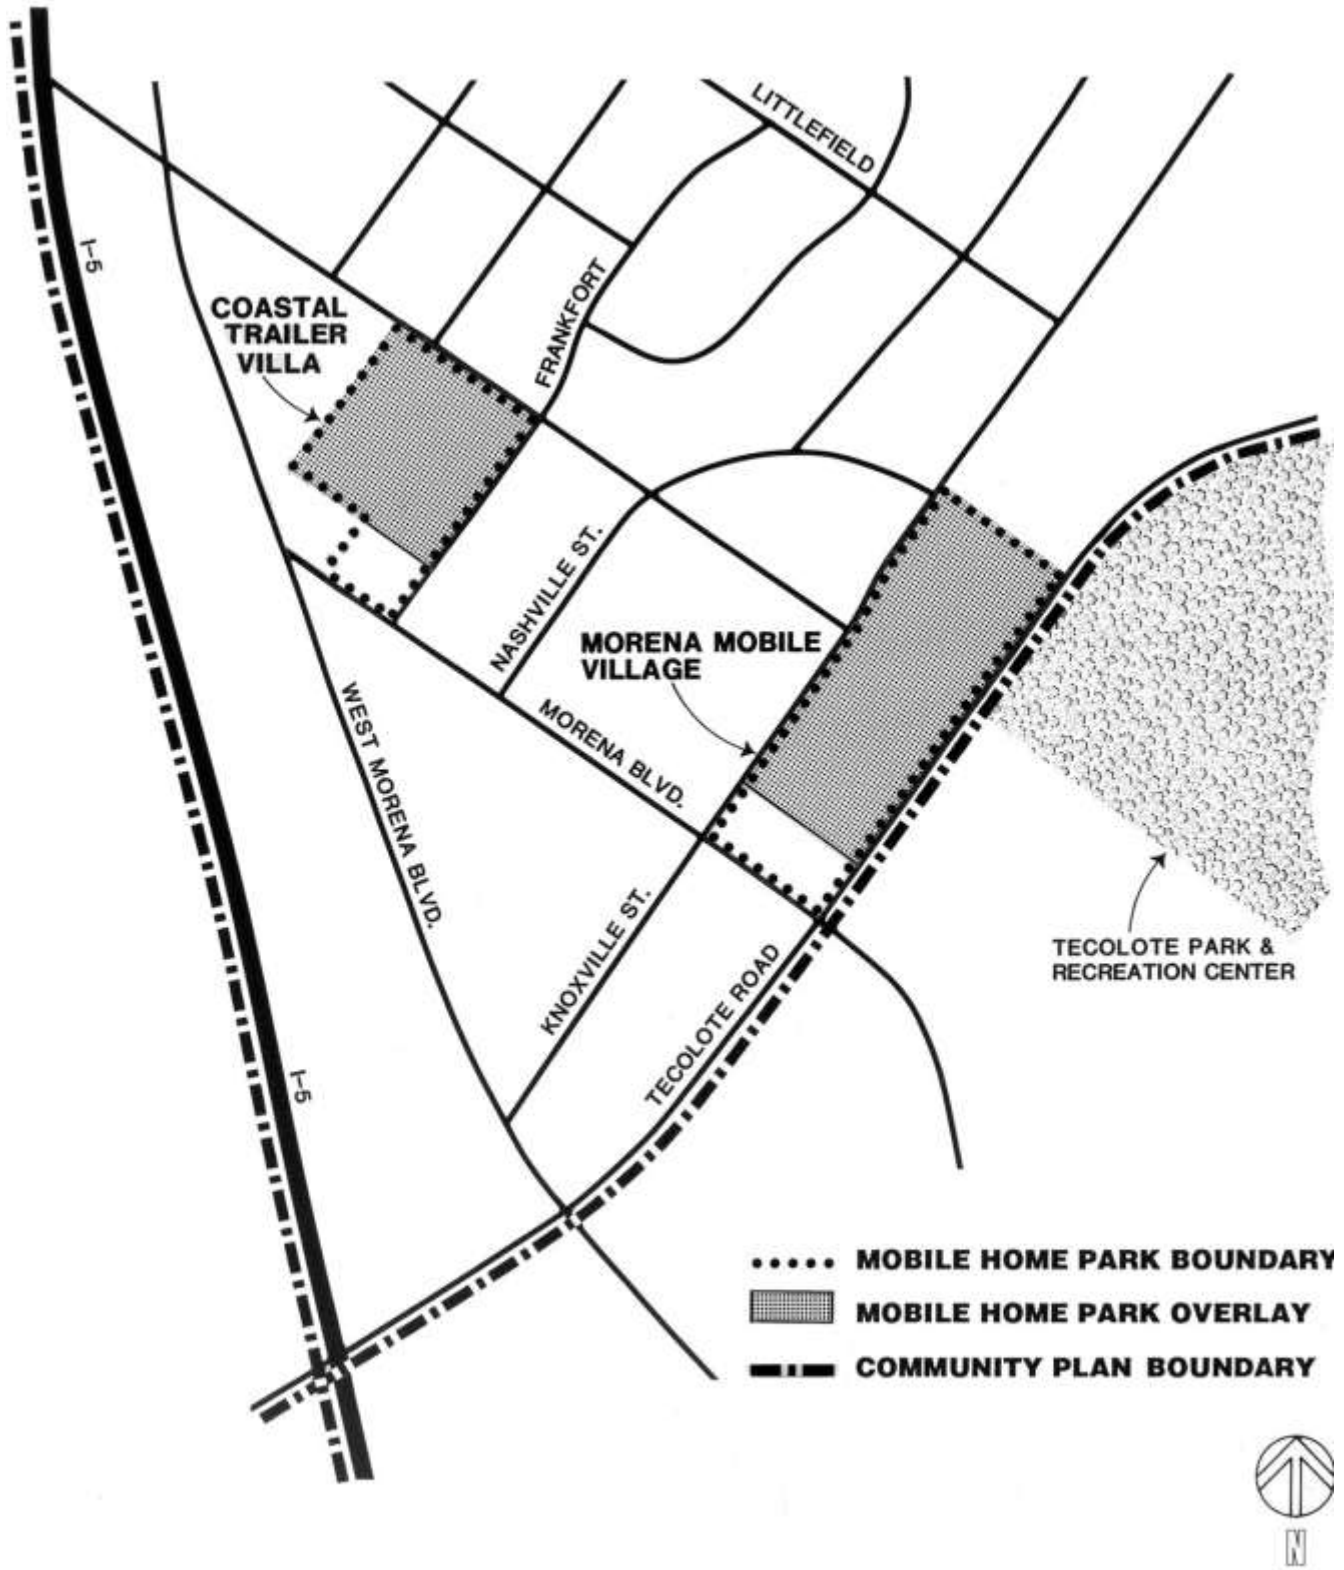 LITTLEFIELD
I-5
COASTAL
TRAILER
VILLA
FRANKFORT
NASHVILLE ST.
MORENA MOBILE
VILLAGE
WEST MORENA BLVD.
MORENA BLVD.
KNOXVILLE ST.
TECOLOTE ROAD
TECOLOTE PARK &
RECREATION CENTER
I-5
MOBILE HOME PARK BOUNDARY
MOBILE HOME PARK OVERLAY
COMMUNITY PLAN BOUNDARY
N